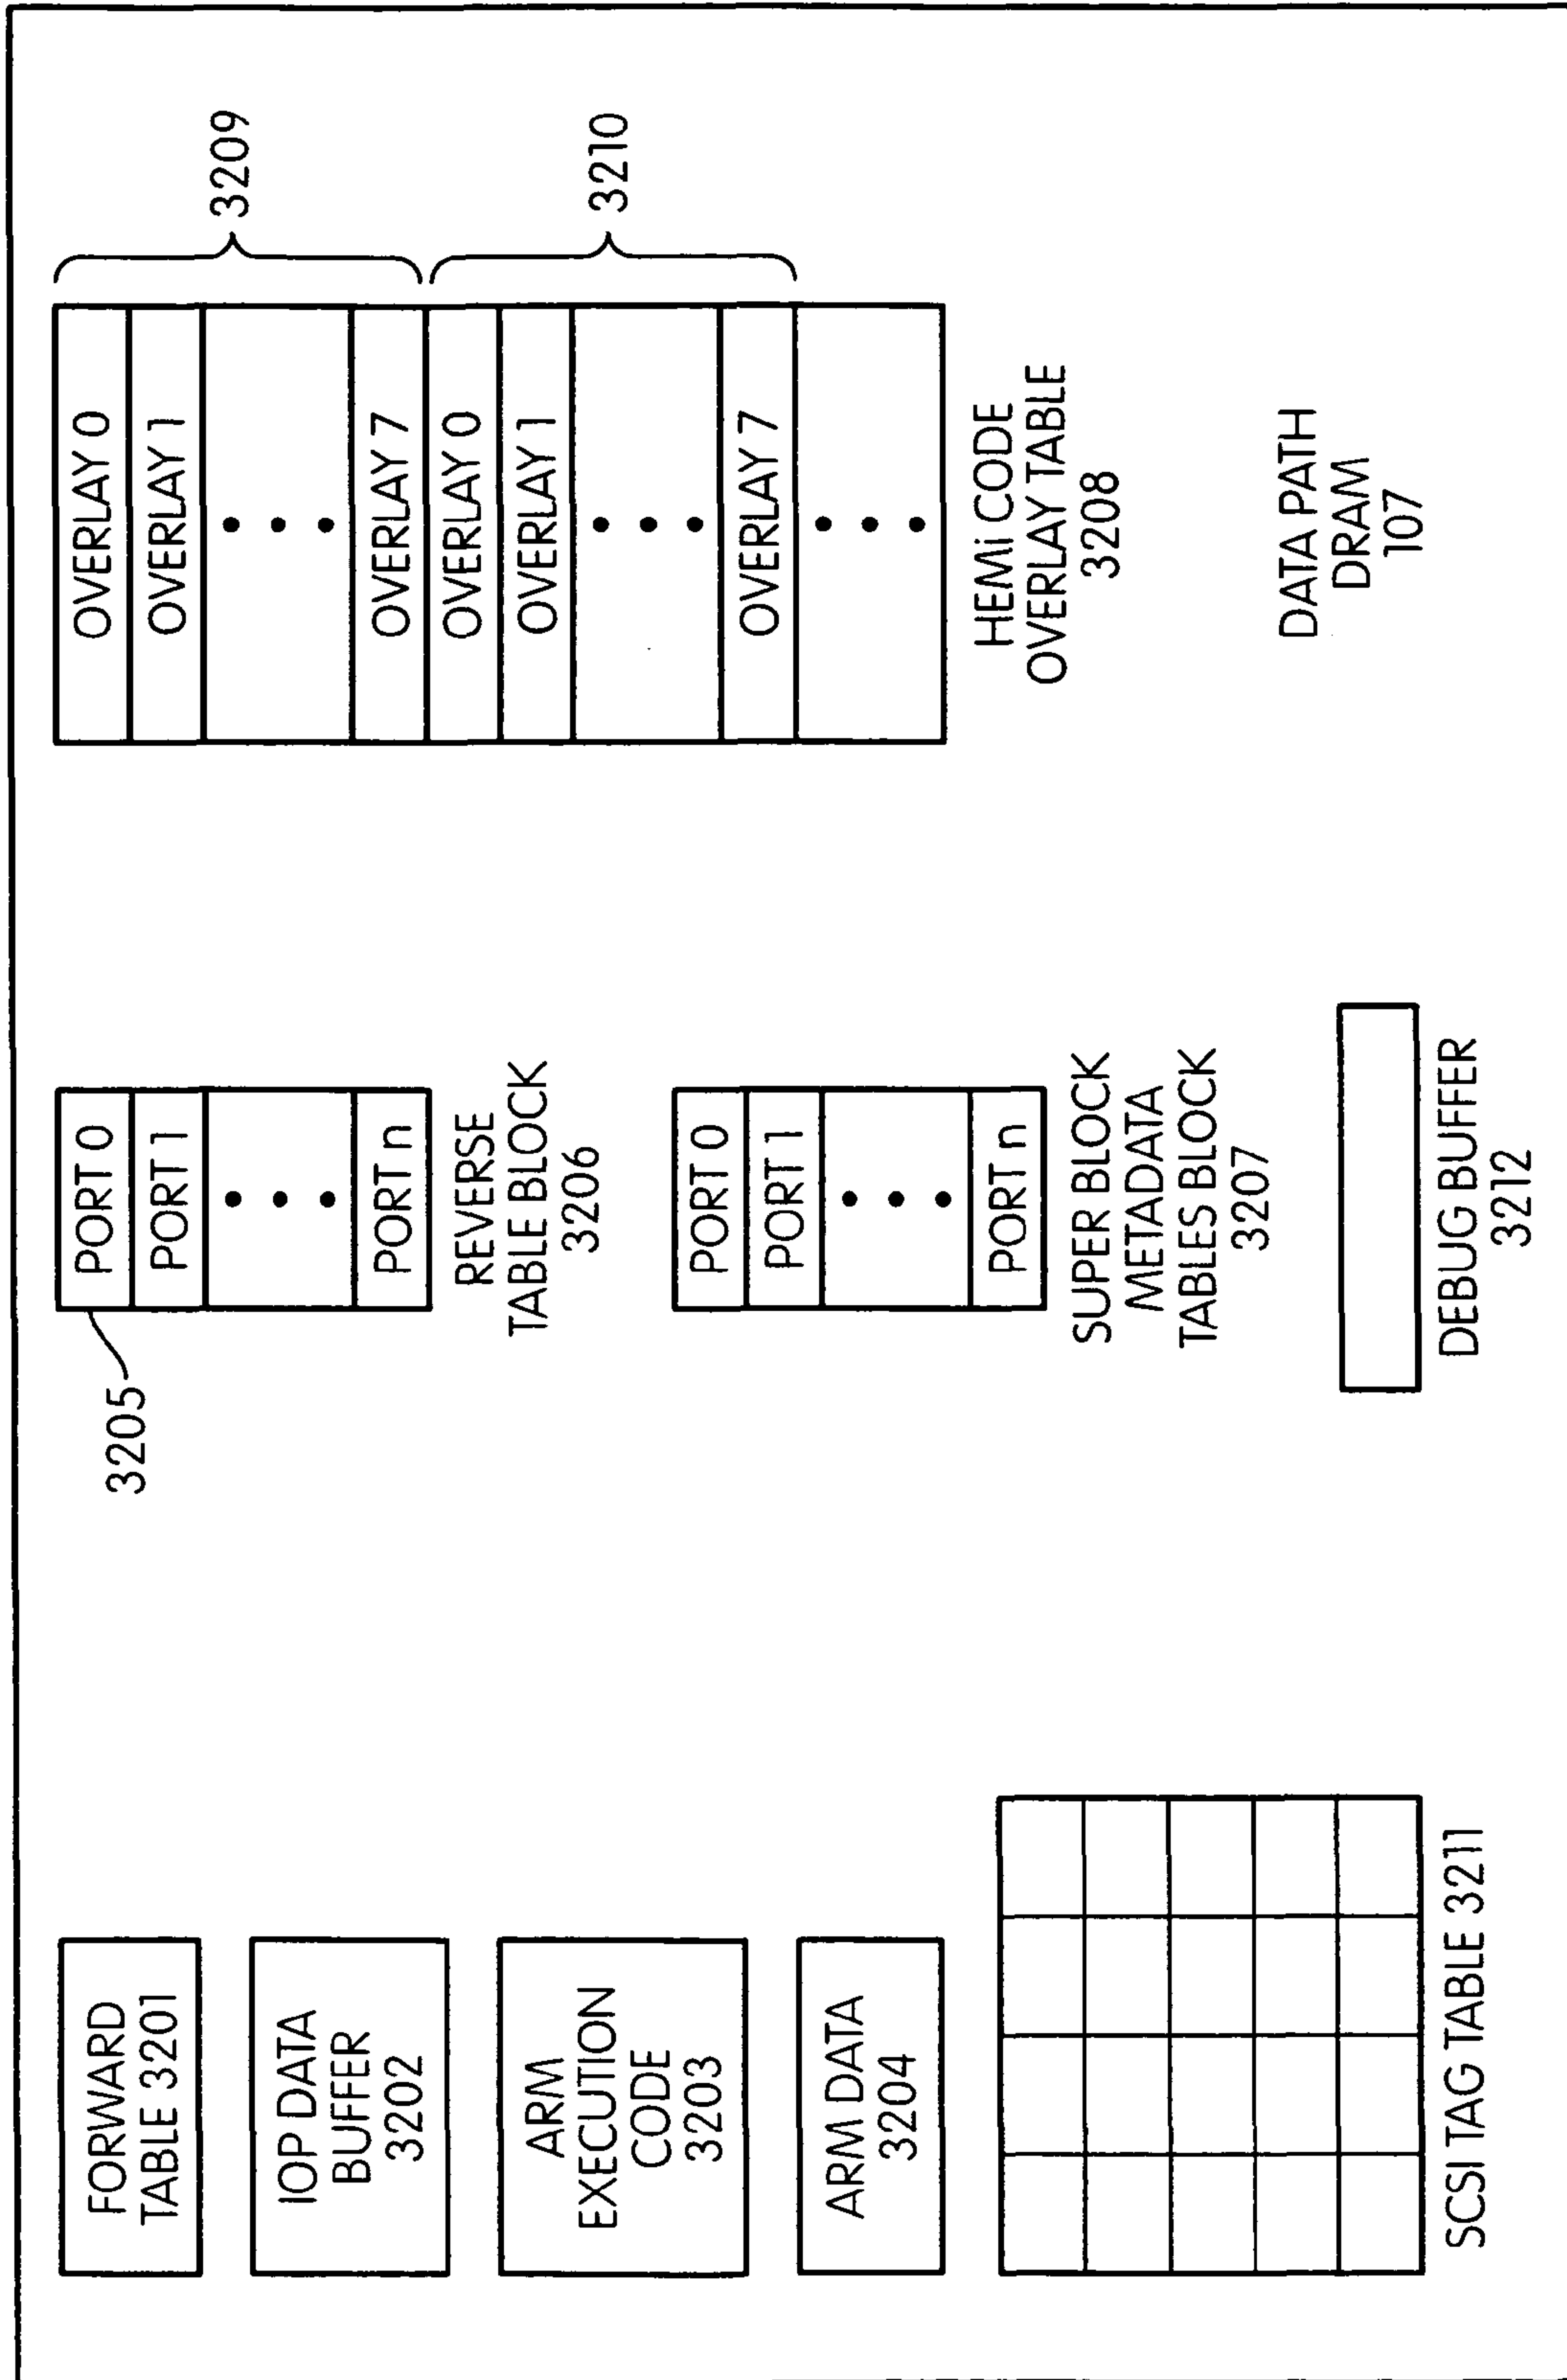 FORWARD
TABLE 3201
IOP DATA
BUFFER
3202
ARM
EXECUTION
CODE
3203
ARM DATA
3204
SCSI TAG TABLE 3211
3205
PORT 0
PORT 1
PORT n
REVERSE
TABLE BLOCK
3206
PORT 0
PORT 1
PORT n
SUPER BLOCK
METADATA
TABLES BLOCK
3207
DEBUG BUFFER
3212
OVERLAY 0
OVERLAY 1
OVERLAY 7
OVERLAY 0
OVERLAY 1
OVERLAY 7
3209
3210
HEMi CODE
OVERLAY TABLE
3208
DATA PATH
DRAM
107